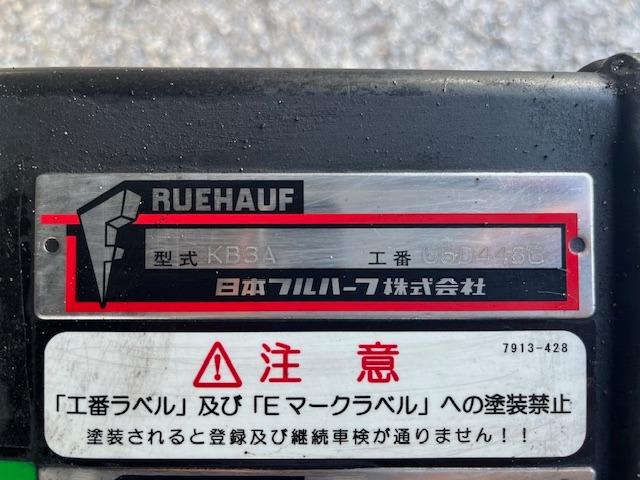 RUEHAUF
型式 KB3A 工番
日本フルハーフ株式会社
注意 7913-428
「工番ラベル」及び「Eマークラベル」への塗装禁止
塗装されると登録及び継続車検が通りません!!